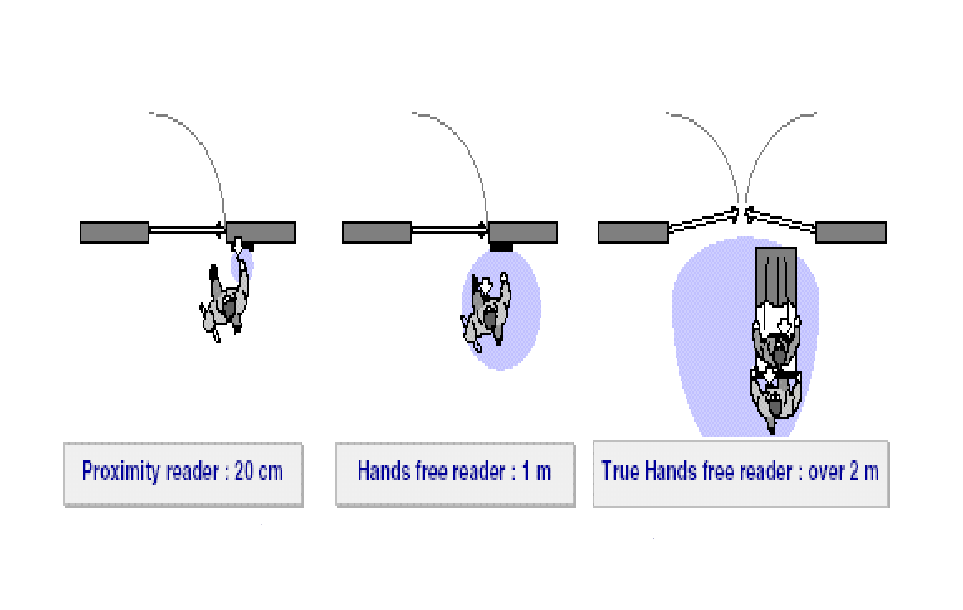 Proximity reader : 20 cm
Hands free reader : 1 m
True Hands free reader : over 2 m